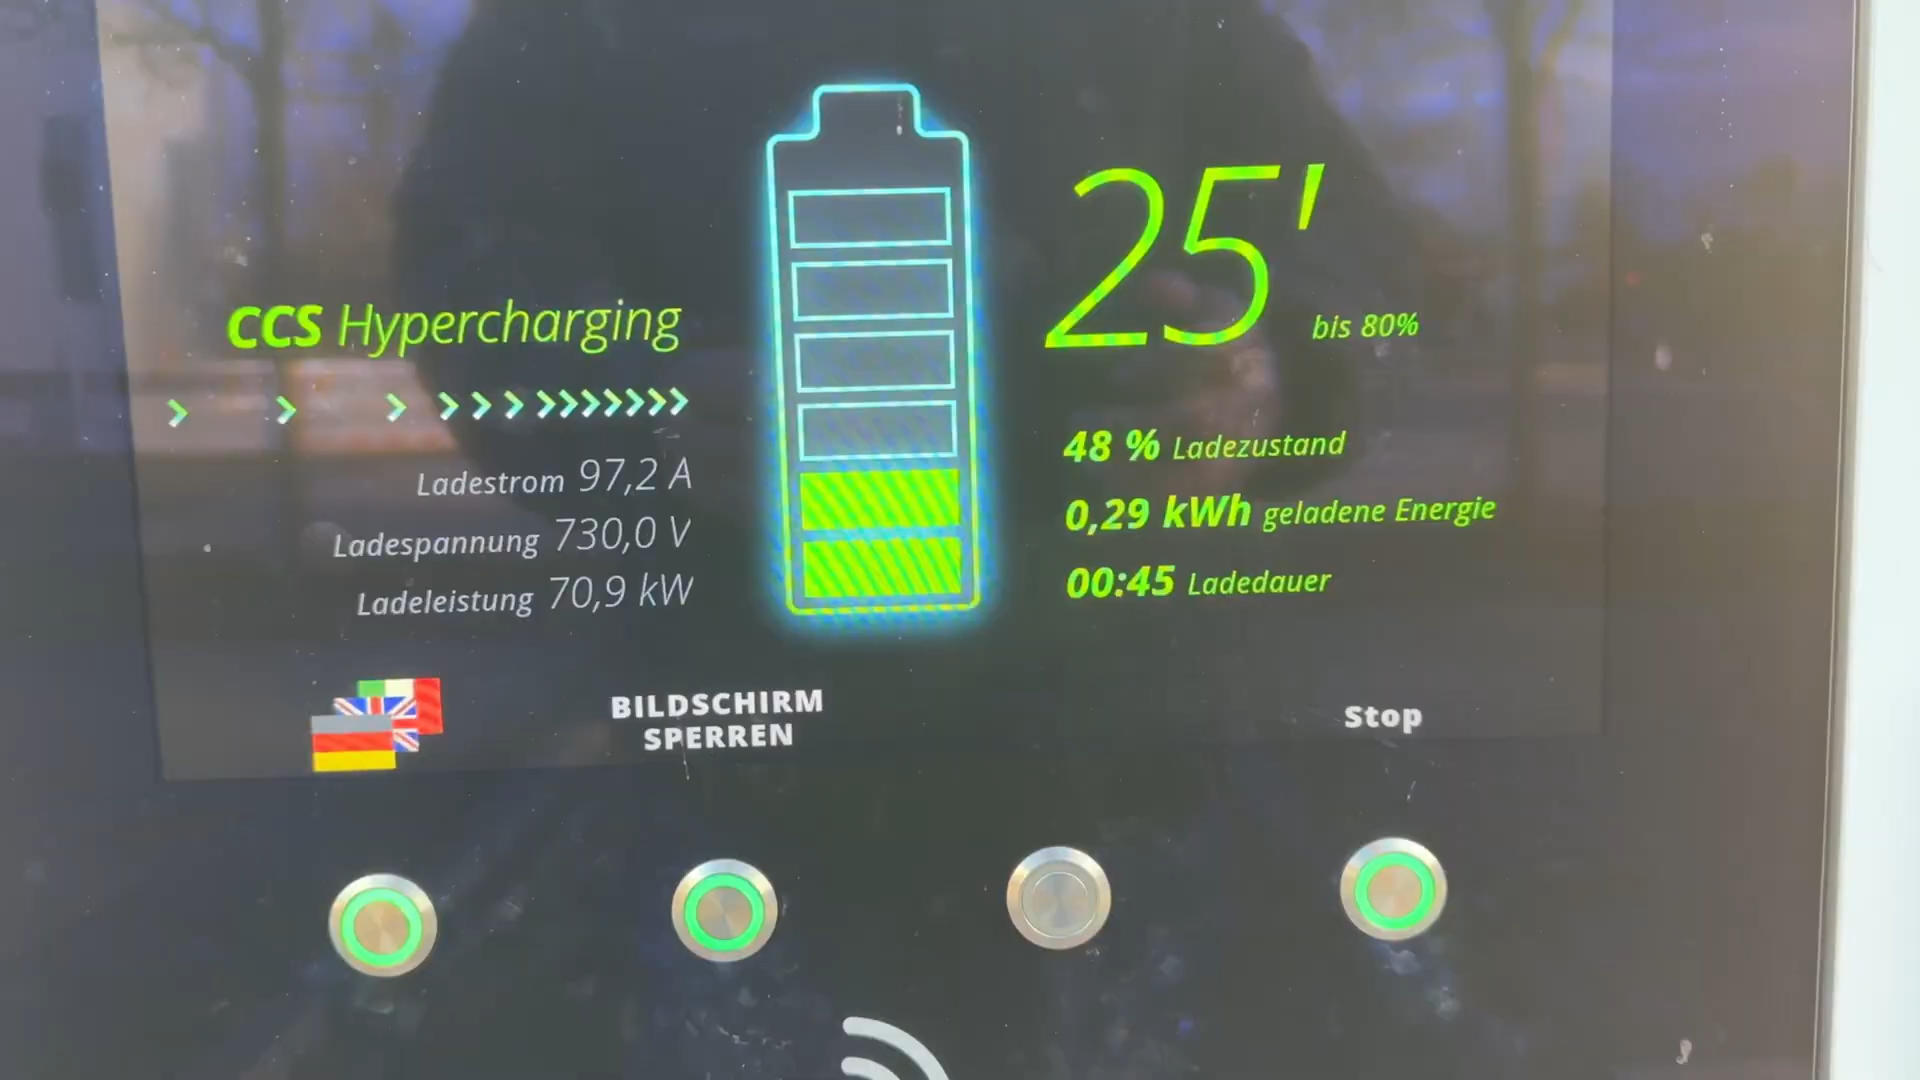 CCS Hypercharging
Ladestrom 97,2 A
Ladespannung 730,0 V
Ladeleistung 70,9 kW
25'
bis 80%
48 % Ladezustand
0,29 kWh geladene Energie
00:45 Ladedauer
BILDSCHIRM
SPERREN
Stop